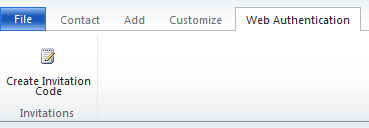 File Contact Add Customize Web Authentication
Create Invitation
Code
Invitations